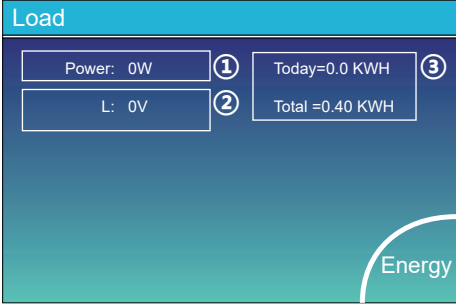 Load
Power: 0W ①
L: 0V ②
Today=0.0 KWH ③
Total =0.40 KWH
Energy